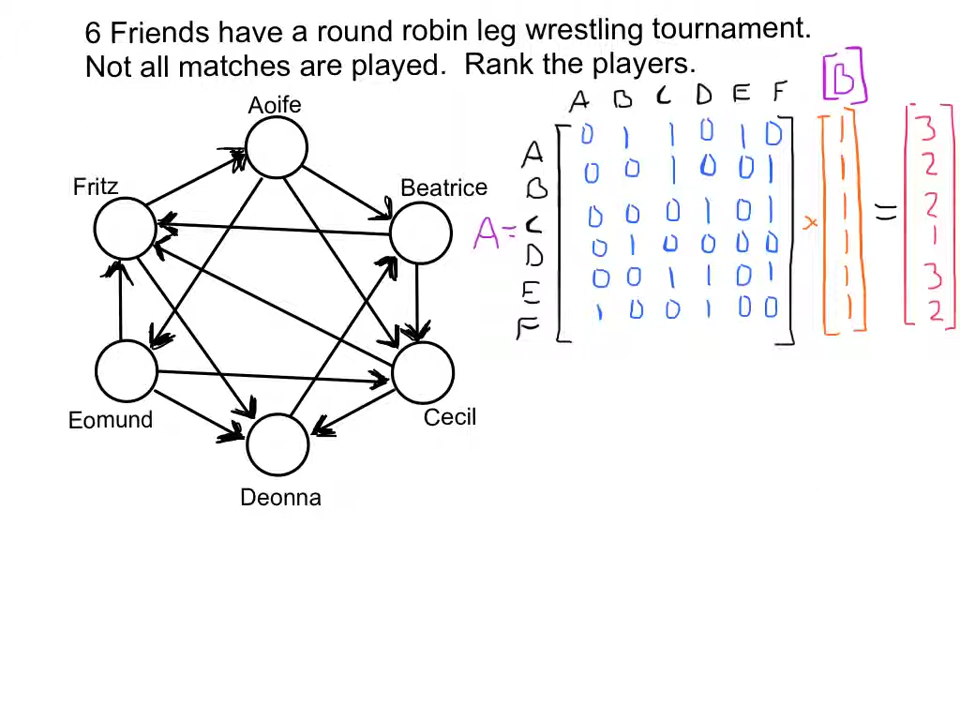 6 Friends have a round robin leg wrestling tournament.
Not all matches are played. Rank the players.
Aoife
Fritz
Beatrice
Eomund
Cecil
Deonna
[B]
A B C D E F
A 0 1 1 0 1 0 1 3
B 0 0 1 0 0 1 1 2
A= C 0 0 0 1 0 1 × 1 = 2
D 0 1 0 0 0 0 1 1
E 0 0 1 1 0 1 1 3
F 1 0 0 1 0 0 1 2